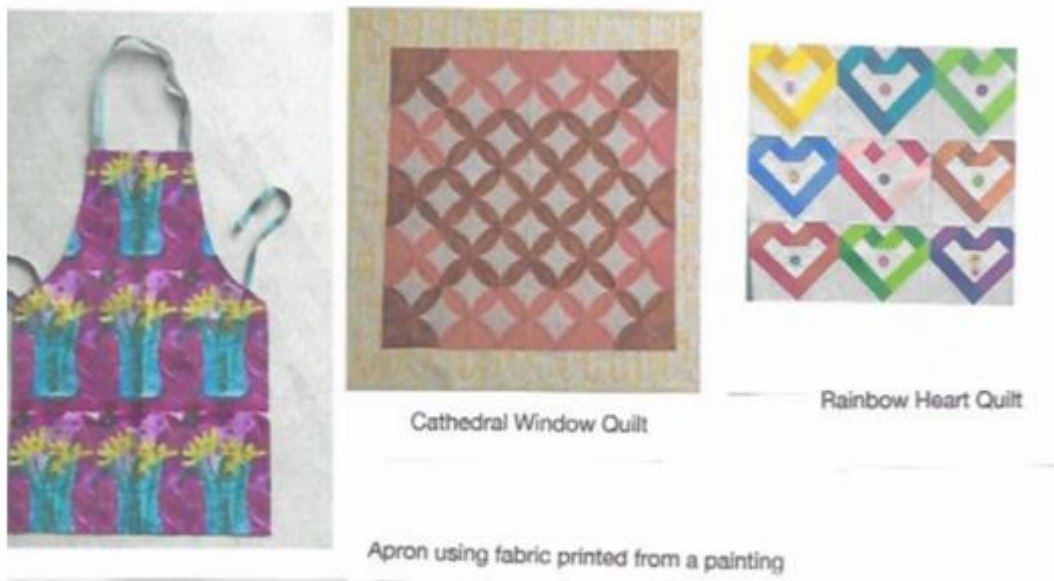 Cathedral Window Quilt
Rainbow Heart Quilt
Apron using fabric printed from a painting